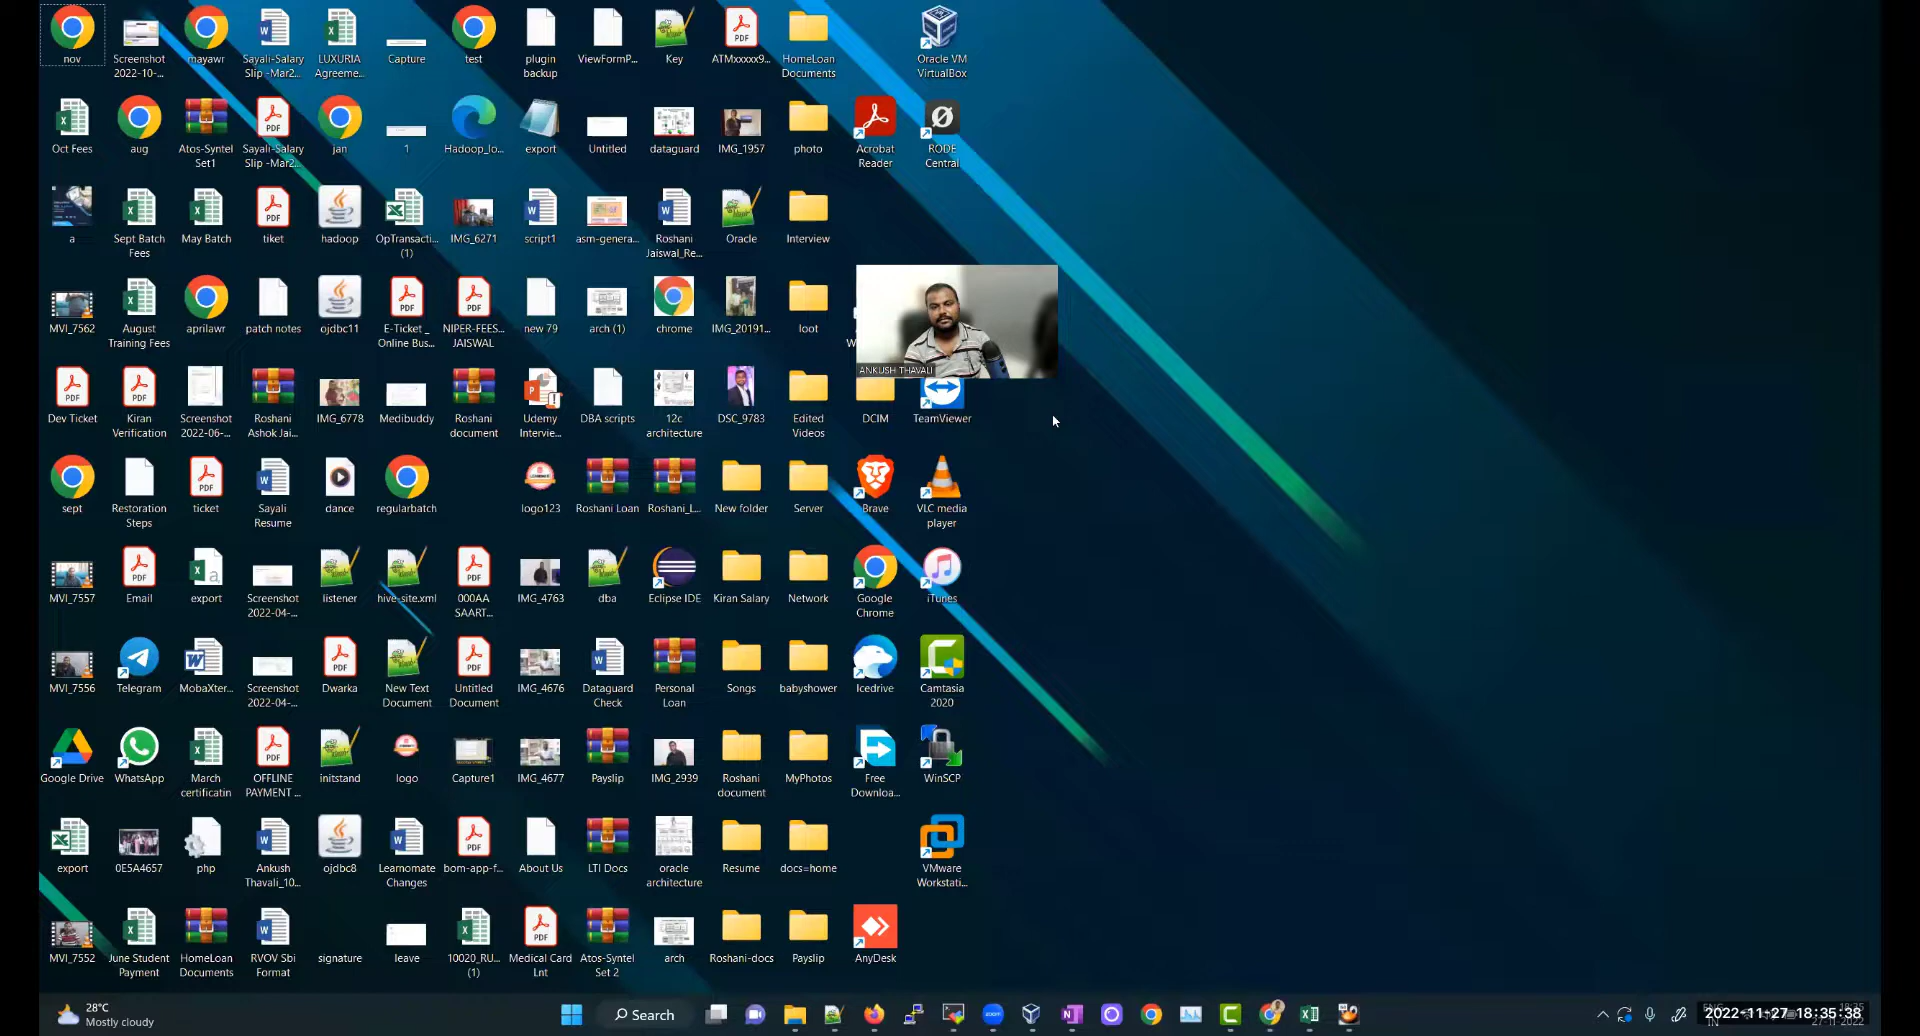 nov
Screenshot
2022-10-...
mayawr
Sayali-Salary
Slip -Mar2...
LUXURIA
Agreeme...
Capture
test
plugin
backup
ViewFormP...
Key
ATMxxxxx9...
HomeLoan
Documents
Oracle VM
VirtualBox
Oct Fees
aug
Atos-Syntel
Set1
Sayali-Salary
Slip -Mar2...
jan
1
Hadoop_lo...
export
Untitled
dataguard
IMG_1957
photo
Acrobat
Reader
RODE
Central
a
Sept Batch
Fees
May Batch
tiket
hadoop
OpTransacti...
(1)
IMG_6271
script1
asm-genera...
Roshani
Jaiswal_Re...
Oracle
Interview
MVI_7562
August
Training Fees
aprilawr
patch notes
ojdbc11
E-Ticket _
Online Bus...
NIPER-FEES...
JAISWAL
new 79
arch (1)
chrome
IMG_20191...
loot
ANKUSH THAVALI
Dev Ticket
Kiran
Verification
Screenshot
2022-06-...
Roshani
Ashok Jai...
IMG_6778
Medibuddy
Roshani
document
Udemy
Intervie...
DBA scripts
12c
architecture
DSC_9783
Edited
Videos
DCIM
TeamViewer
sept
Restoration
Steps
ticket
Sayali
Resume
dance
regularbatch
logo123
Roshani Loan
Roshani_L...
New folder
Server
Brave
VLC media
player
MVI_7557
Email
export
Screenshot
2022-04-...
listener
hive-site.xml
000AA
SAART...
IMG_4763
dba
Eclipse IDE
Kiran Salary
Network
Google
Chrome
iTunes
MVI_7556
Telegram
MobaXter...
Screenshot
2022-04-...
Dwarka
New Text
Document
Untitled
Document
IMG_4676
Dataguard
Check
Personal
Loan
Songs
babyshower
Icedrive
Camtasia
2020
Google Drive
WhatsApp
March
certificatin
OFFLINE
PAYMENT ...
initstand
logo
Capture1
IMG_4677
Payslip
IMG_2939
Roshani
document
MyPhotos
Free
Downloa...
WinSCP
export
0E5A4657
php
Ankush
Thavali_10...
ojdbc8
Learnomate
Changes
bom-app-f...
About Us
LTI Docs
oracle
architecture
Resume
docs=home
VMware
Workstati...
MVI_7552
June Student
Payment
HomeLoan
Documents
RVOV Sbi
Format
signature
leave
10020_RU...
(1)
Medical Card
Lnt
Atos-Syntel
Set 2
arch
Roshani-docs
Payslip
AnyDesk
28°C
Mostly cloudy
Search
2022-11-27 18:35:38